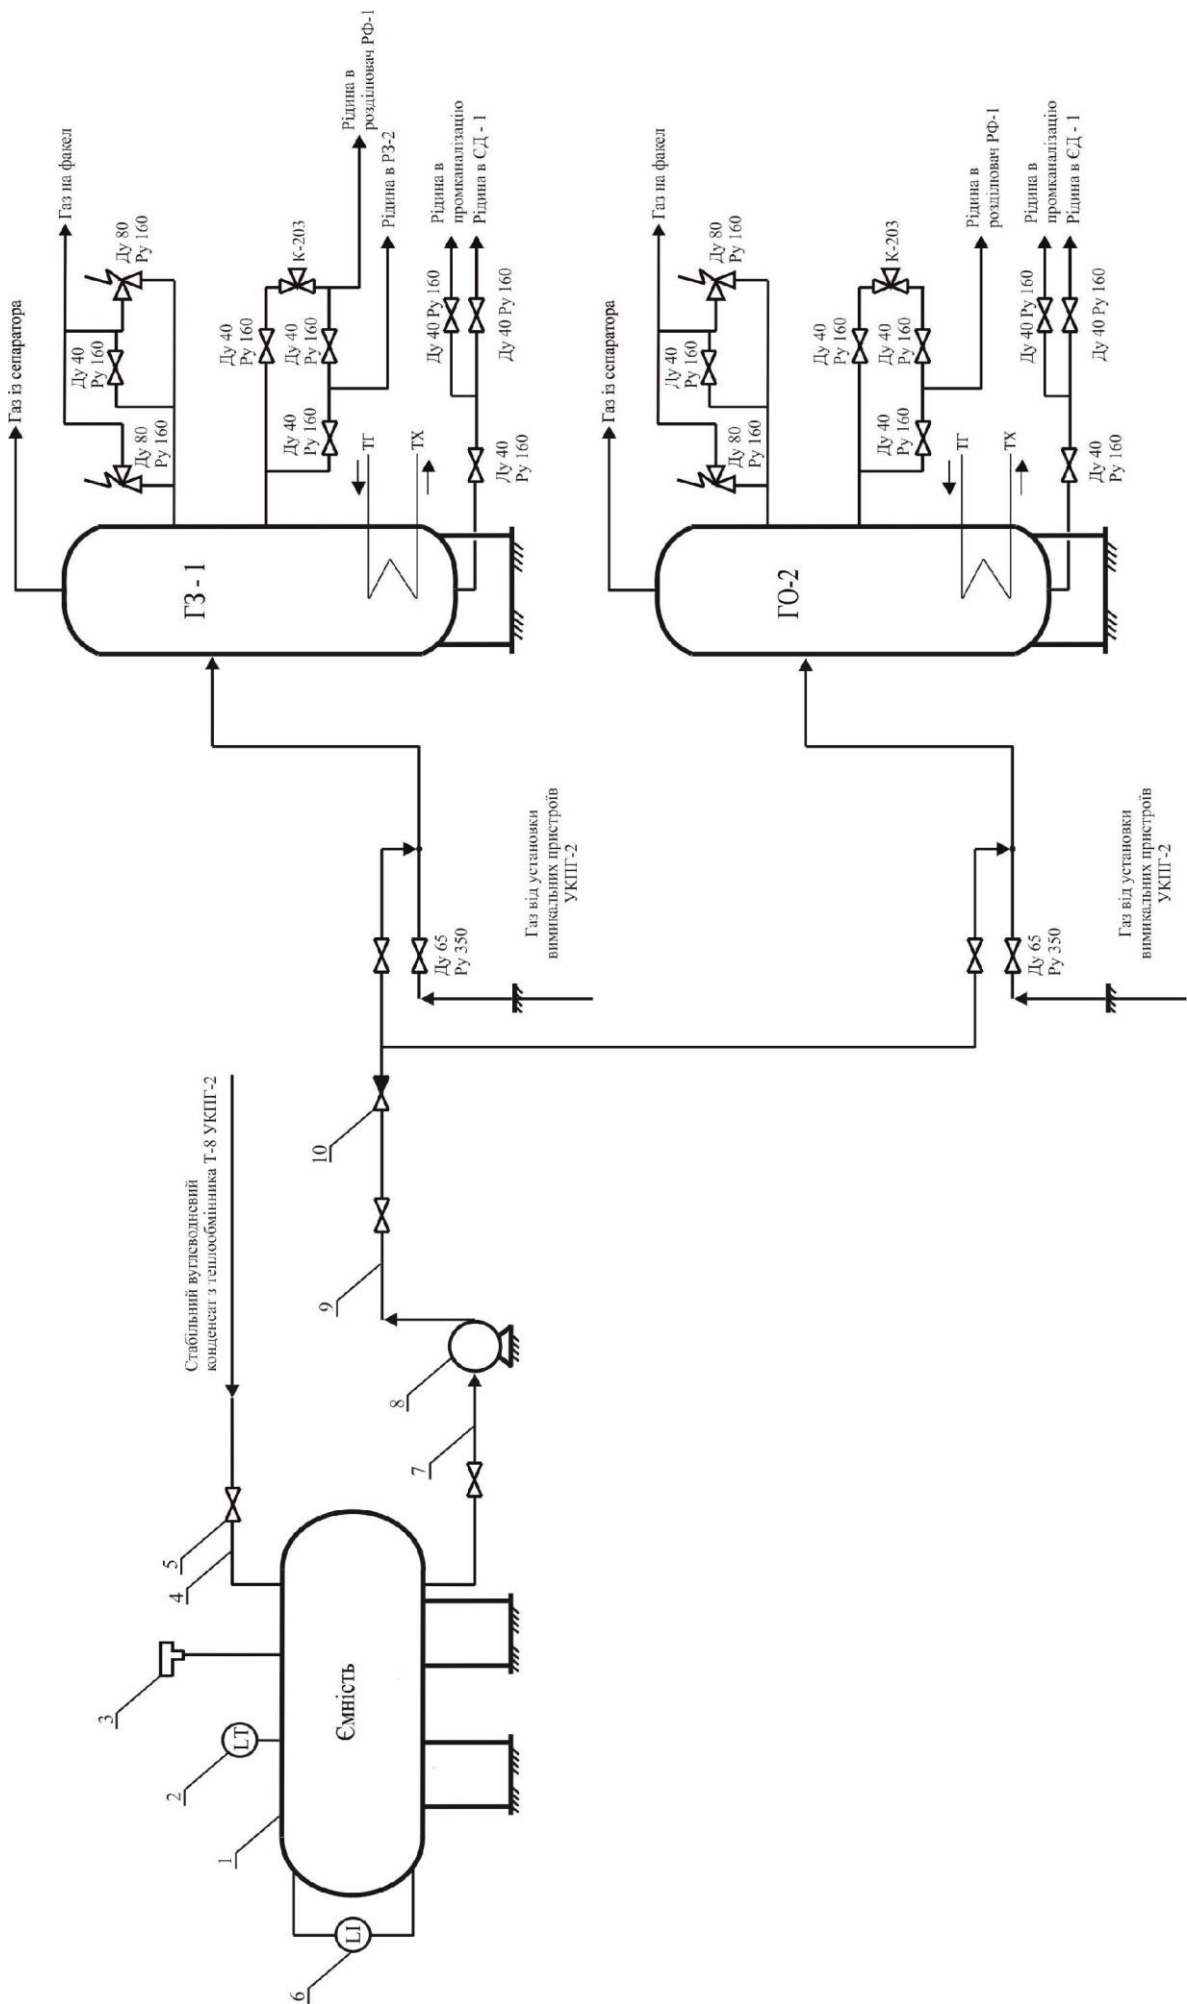 1
2
LT
3
4
5
6
LI
Ємність
Стабільний вуглеводневий
конденсат з теплообмінника Т-8 УКПГ-2
7
8
9
10
Ду 65
Ру 350
Газ від установки
вимикальних пристроїв
УКПГ-2
ГЗ - 1
Газ із сепаратора
Газ на факел
Ду 80
Ру 160
Ду 40
Ру 160
Ду 80
Ру 160
Ду 40
Ру 160
К-203
Ду 40
Ру 160
Ду 40
Ру 160
Рідина в
розділювач РФ-1
Рідина в РЗ-2
ТГ
ТХ
Ду 40
Ру 160
Ду 40 Ру 160
Ду 40 Ру 160
Рідина в
промканалізацію
Рідина в ЄД - 1
Ду 65
Ру 350
Газ від установки
вимикальних пристроїв
УКПГ-2
ГО-2
Газ із сепаратора
Газ на факел
Ду 80
Ру 160
Ду 40
Ру 160
Ду 80
Ру 160
Ду 40
Ру 160
К-203
Ду 40
Ру 160
Ду 40
Ру 160
Рідина в
розділювач РФ-1
ТГ
ТХ
Ду 40
Ру 160
Ду 40 Ру 160
Ду 40 Ру 160
Рідина в
промканалізацію
Рідина в ЄД - 1